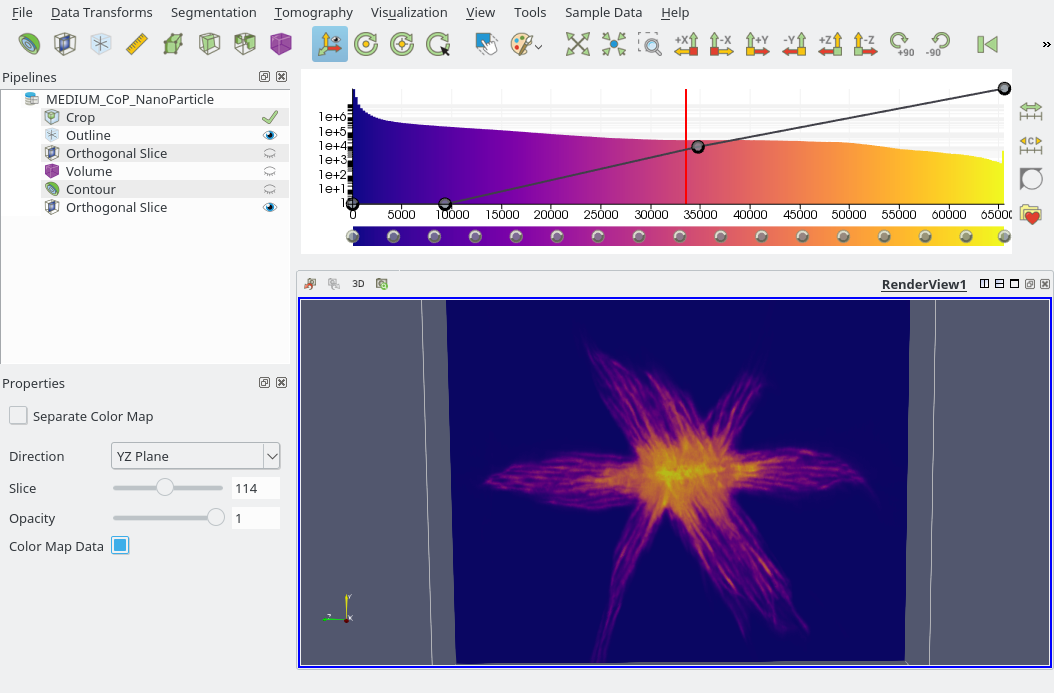 File Data Transforms Segmentation Tomography Visualization View Tools Sample Data Help
+X -X +Y -Y +Z -Z +90 -90 »
Pipelines
MEDIUM_CoP_NanoParticle
Crop
Outline
Orthogonal Slice
Volume
Contour
Orthogonal Slice
1e+6
1e+5
1e+4
1e+3
1e+2
1e+1
1
0 5000 10000 15000 20000 25000 30000 35000 40000 45000 50000 55000 60000 6500
C
3D RenderView1
Properties
Separate Color Map
Direction YZ Plane
Slice 114
Opacity 1
Color Map Data
Y
Z X